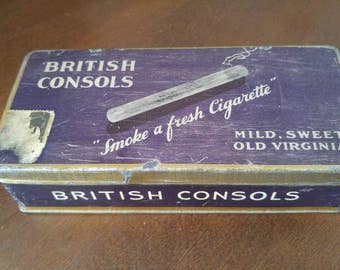 BRITISH
CONSOLS
"Smoke a fresh Cigarette"
MILD, SWEET
OLD VIRGINIA
BRITISH CONSOLS